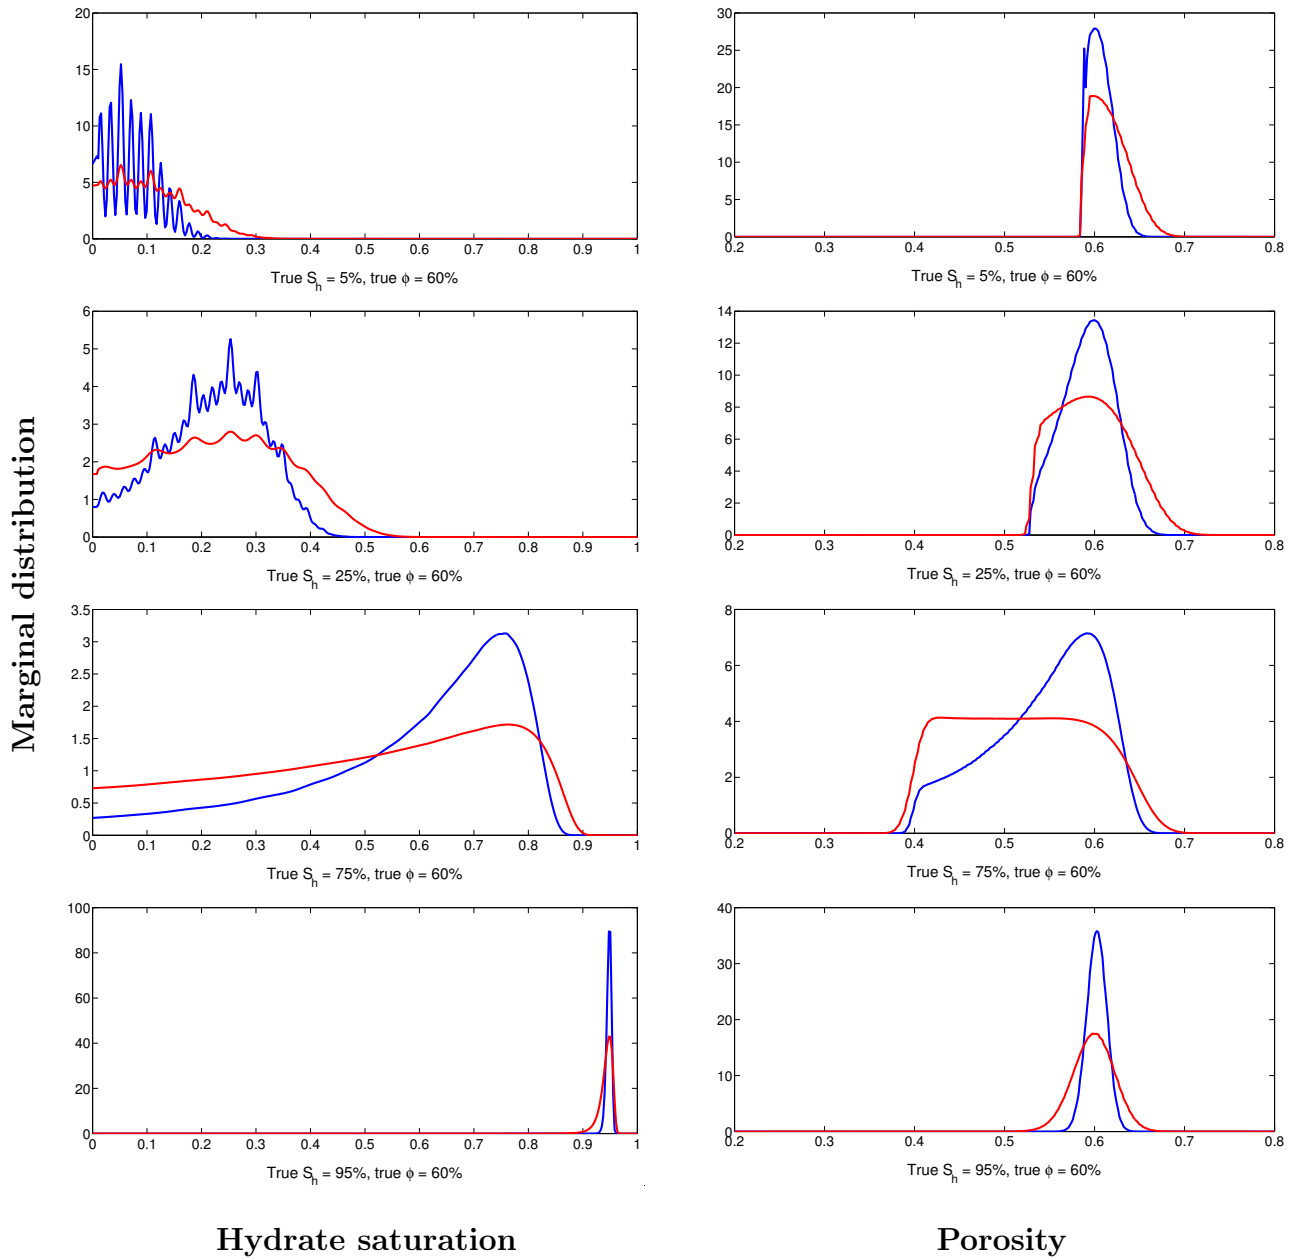 20
15
10
5
0
0 0.1 0.2 0.3 0.4 0.5 0.6 0.7 0.8 0.9 1
True S_h = 5%, true ϕ = 60%
30
25
20
15
10
5
0
0.2 0.3 0.4 0.5 0.6 0.7 0.8
True S_h = 5%, true ϕ = 60%
6
5
4
3
2
1
0
0 0.1 0.2 0.3 0.4 0.5 0.6 0.7 0.8 0.9 1
True S_h = 25%, true ϕ = 60%
14
12
10
8
6
4
2
0
0.2 0.3 0.4 0.5 0.6 0.7 0.8
True S_h = 25%, true ϕ = 60%
Marginal distribution
3.5
3
2.5
2
1.5
1
0.5
0
0 0.1 0.2 0.3 0.4 0.5 0.6 0.7 0.8 0.9 1
True S_h = 75%, true ϕ = 60%
8
6
4
2
0
0.2 0.3 0.4 0.5 0.6 0.7 0.8
True S_h = 75%, true ϕ = 60%
100
80
60
40
20
0
0 0.1 0.2 0.3 0.4 0.5 0.6 0.7 0.8 0.9 1
True S_h = 95%, true ϕ = 60%
40
30
20
10
0
0.2 0.3 0.4 0.5 0.6 0.7 0.8
True S_h = 95%, true ϕ = 60%
Hydrate saturation
Porosity